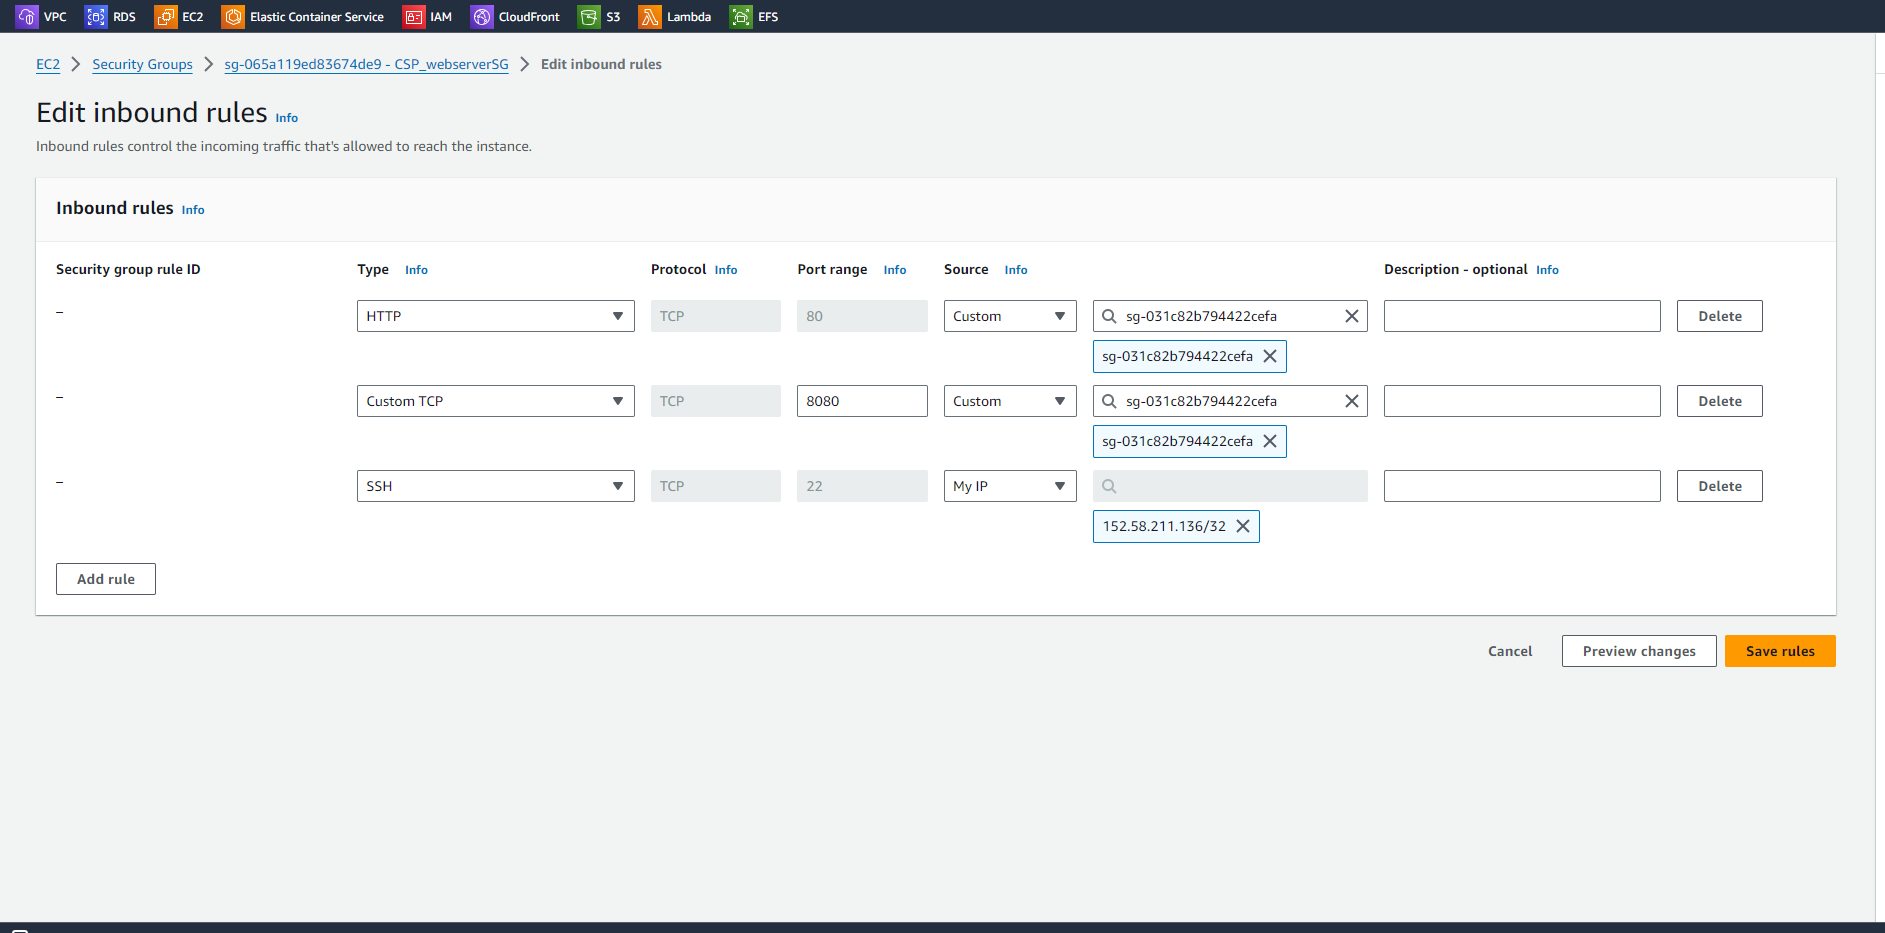 VPC RDS EC2 Elastic Container Service IAM CloudFront S3 Lambda EFS
EC2 > Security Groups > sg-065a119ed83674de9 - CSP_webserverSG > Edit inbound rules
Edit inbound rules Info
Inbound rules control the incoming traffic that's allowed to reach the instance.
Inbound rules Info
Security group rule ID Type Info Protocol Info Port range Info Source Info Description - optional Info
– HTTP TCP 80 Custom sg-031c82b794422cefa Delete
sg-031c82b794422cefa
– Custom TCP TCP 8080 Custom sg-031c82b794422cefa Delete
sg-031c82b794422cefa
– SSH TCP 22 My IP Delete
152.58.211.136/32
Add rule
Cancel Preview changes Save rules